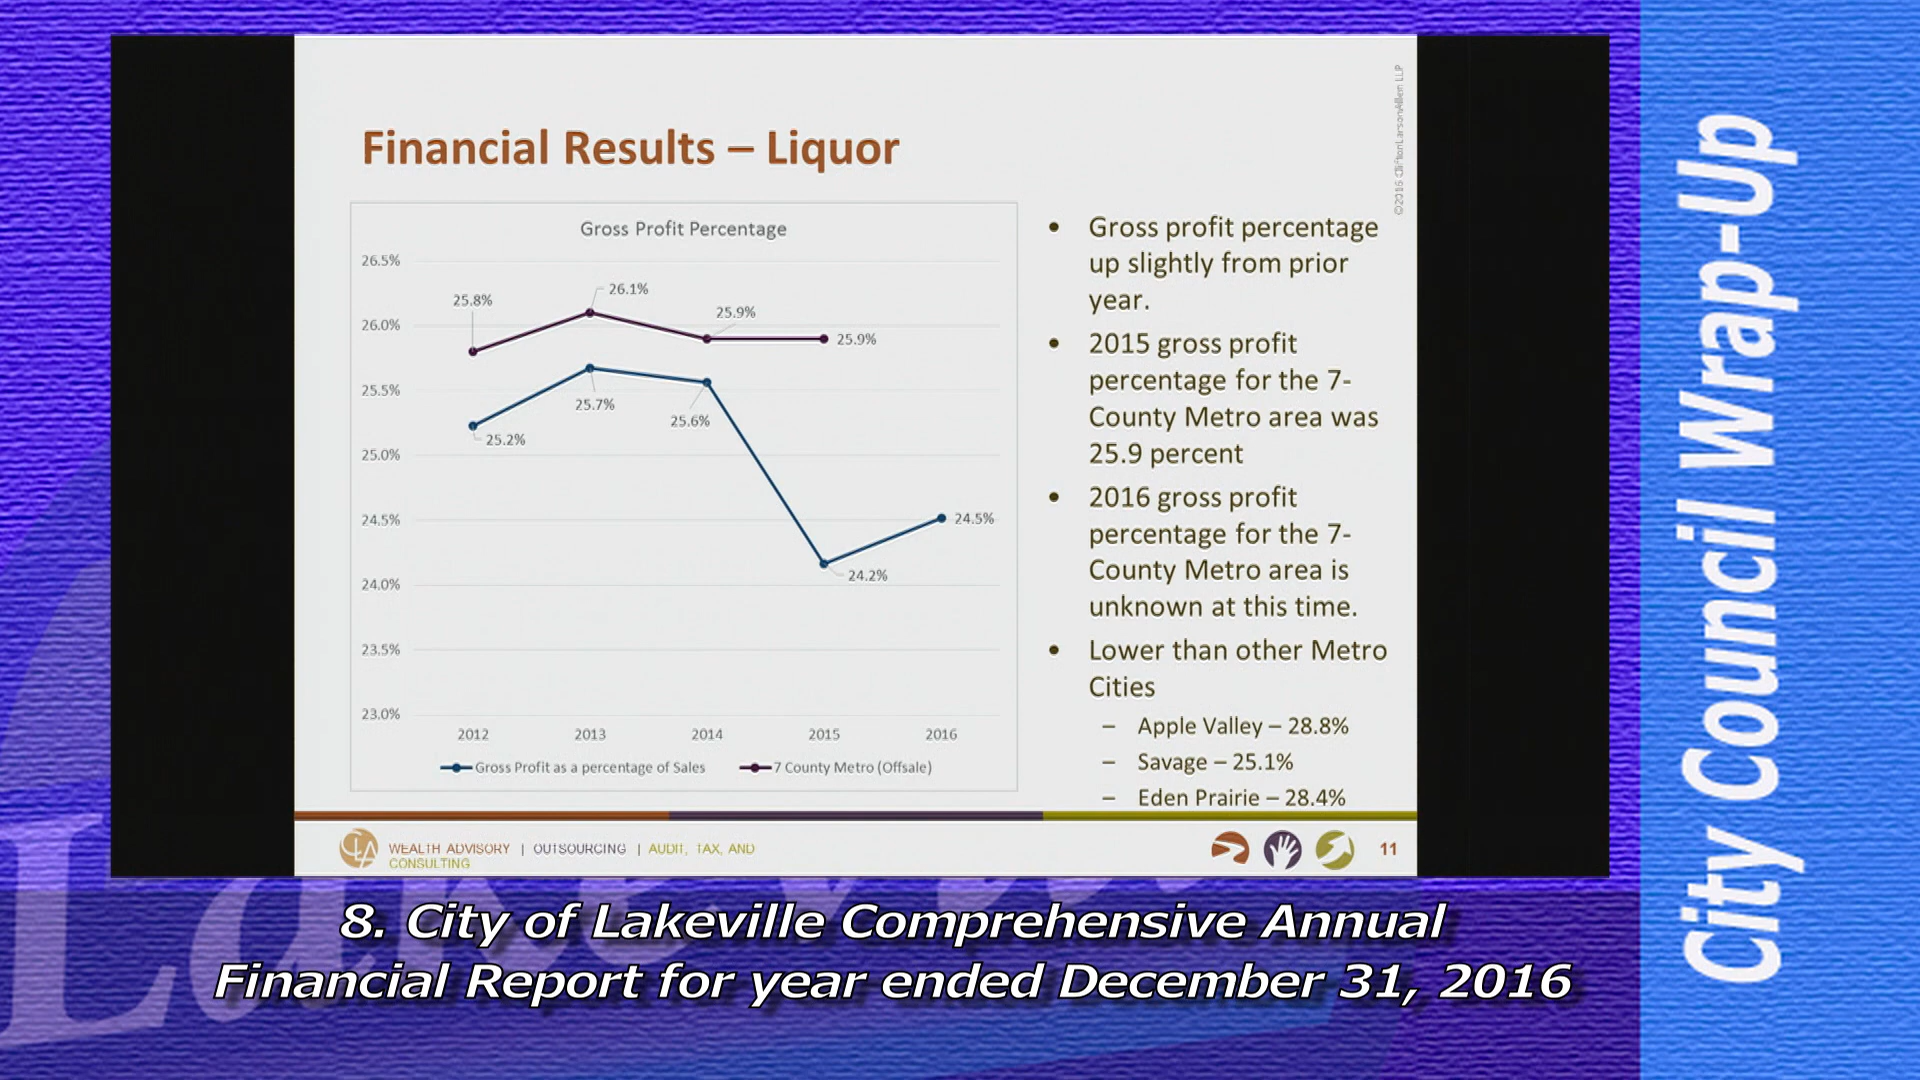 ©2016 CliftonLarsonAllen LLP
Financial Results – Liquor
Gross Profit Percentage
26.5%
26.0%
25.5%
25.0%
24.5%
24.0%
23.5%
23.0%
25.8%
26.1%
25.9%
25.9%
25.2%
25.7%
25.6%
24.2%
24.5%
2012 2013 2014 2015 2016
Gross Profit as a percentage of Sales 7 County Metro (Offsale)
• Gross profit percentage
up slightly from prior
year.
• 2015 gross profit
percentage for the 7-
County Metro area was
25.9 percent
• 2016 gross profit
percentage for the 7-
County Metro area is
unknown at this time.
• Lower than other Metro
Cities
– Apple Valley – 28.8%
– Savage – 25.1%
– Eden Prairie – 28.4%
CLA
WEALTH ADVISORY | OUTSOURCING | AUDIT, TAX, AND
CONSULTING
11
8. City of Lakeville Comprehensive Annual
Financial Report for year ended December 31, 2016
City Council Wrap-Up
Lakeville